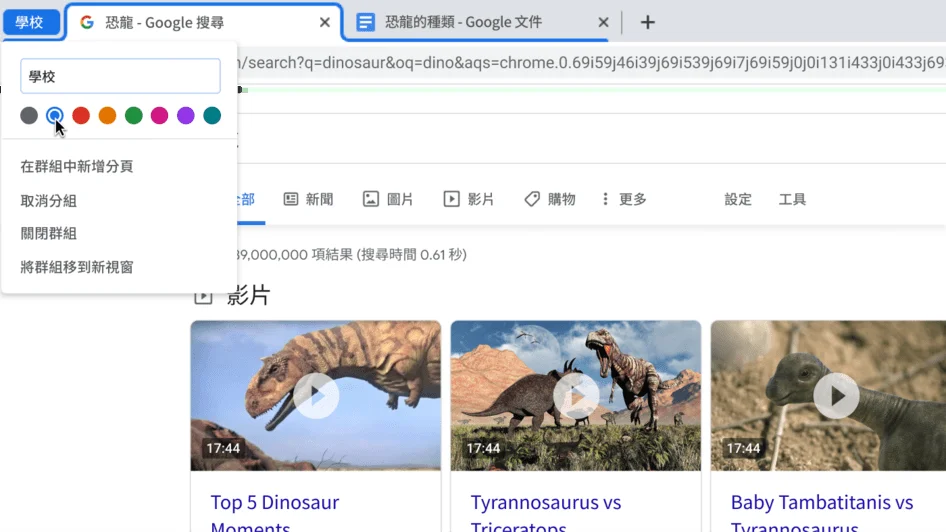 學校
恐龍 - Google 搜尋
恐龍的種類 - Google 文件
學校
/search?q=dinosaur&oq=dino&aqs=chrome.0.69i59j46i39j69i539j69i7j69i59j0j0i131i433j0i433j69
在群組中新增分頁
取消分組
關閉群組
將群組移到新視窗
部
新聞
圖片
影片
購物
更多
設定
工具
39,000,000 項結果 (搜尋時間 0.61 秒)
影片
17:44
17:44
17:44
Top 5 Dinosaur
Moments
Tyrannosaurus vs
Triceratops
Baby Tambatitanis vs
Tyrannosaurus